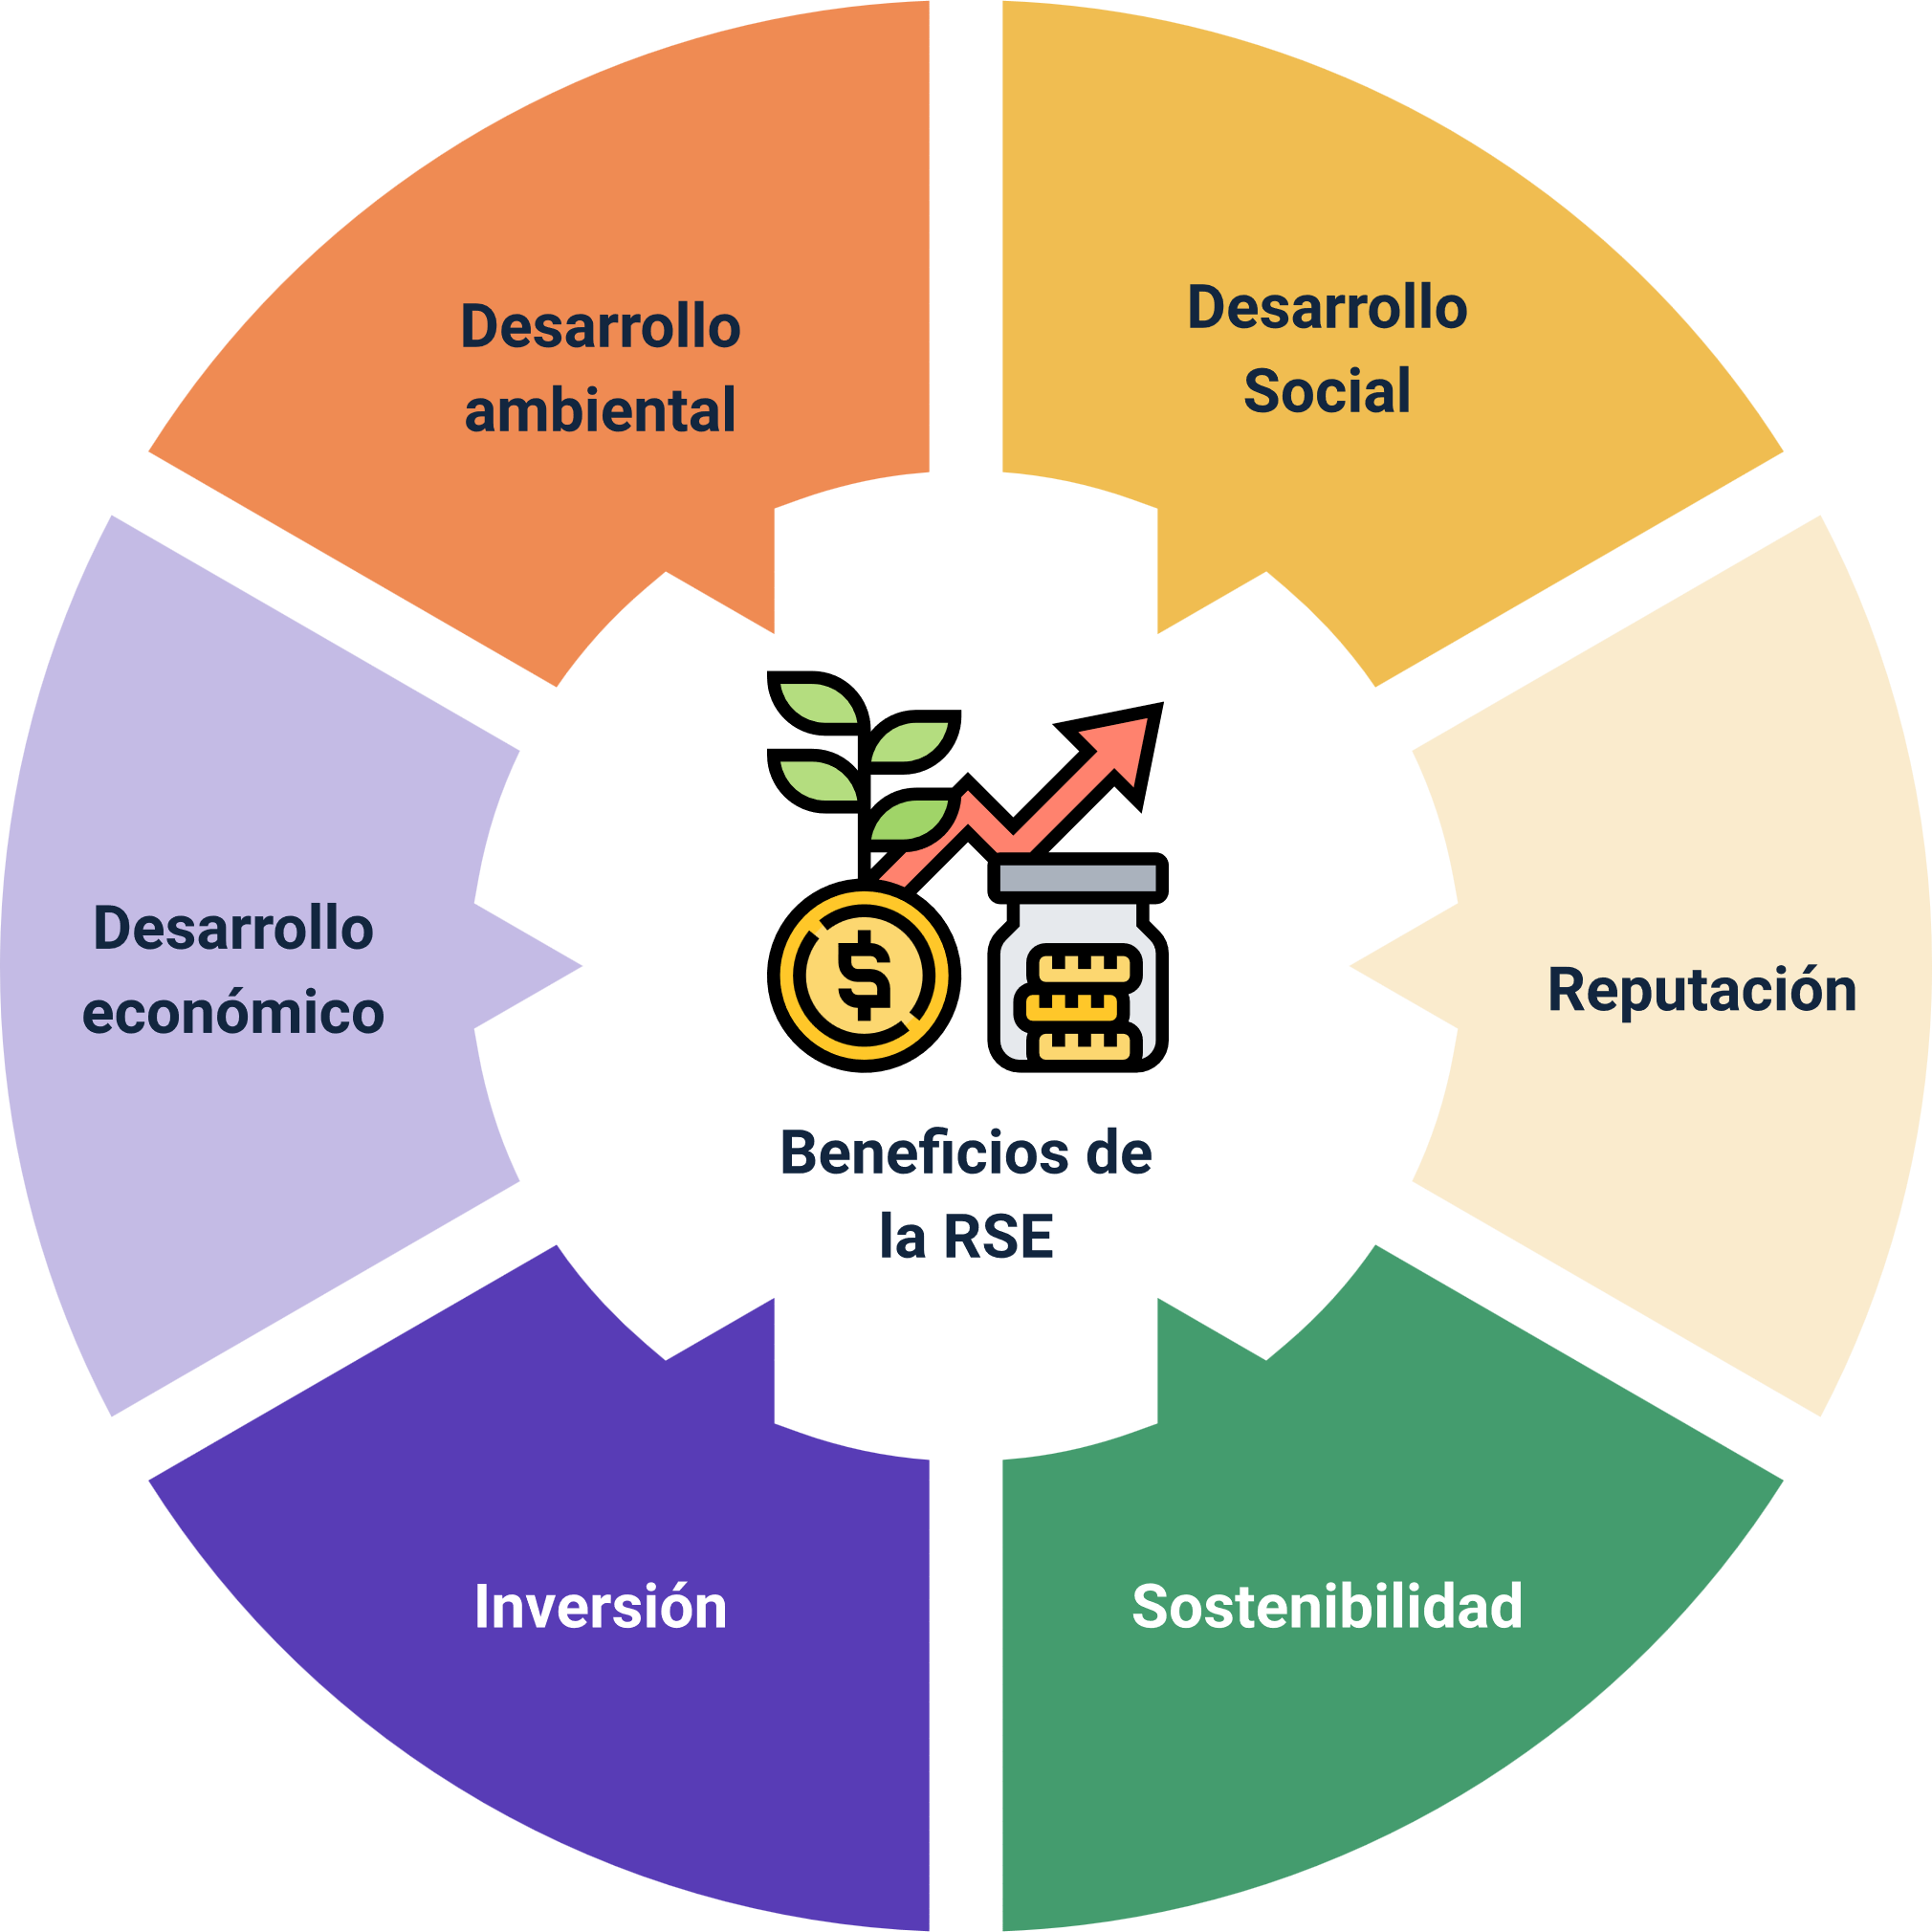 Desarrollo
ambiental
Desarrollo
Social
Desarrollo
económico
Reputación
Beneficios de
la RSE
Inversión
Sostenibilidad